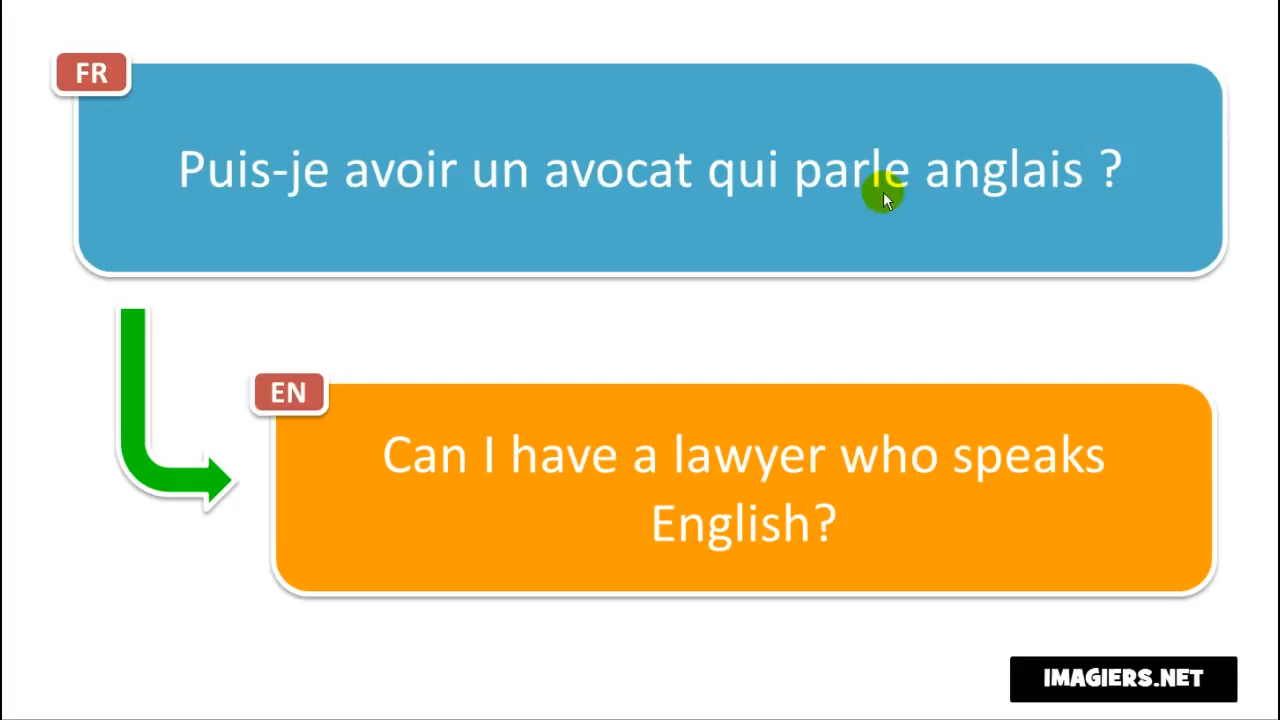 FR
Puis-je avoir un avocat qui parle anglais ?
EN
Can I have a lawyer who speaks
English?
IMAGIERS.NET